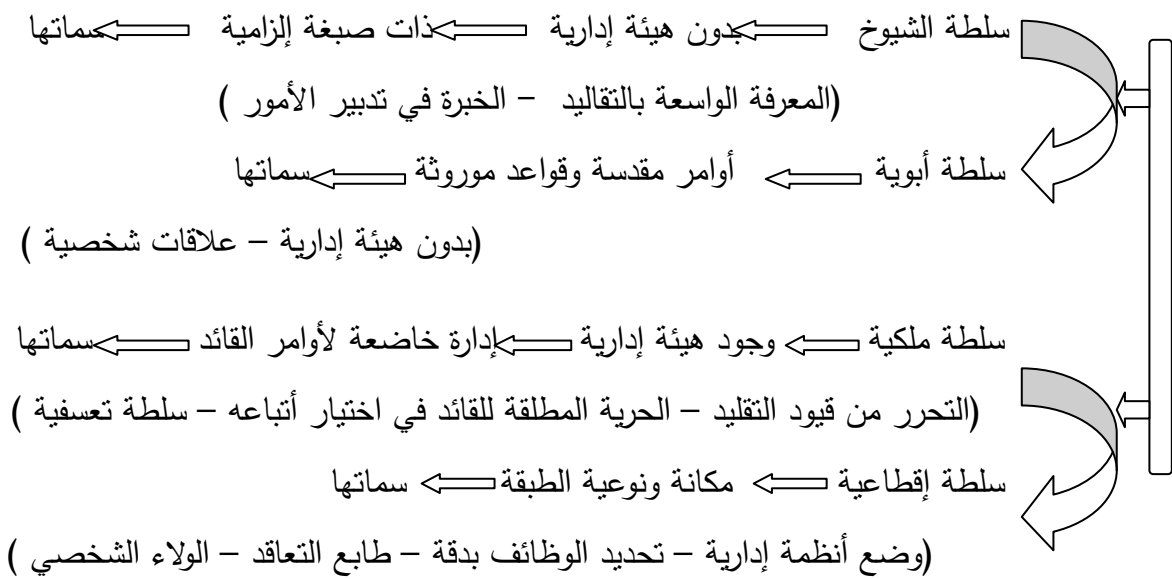 سلطة الشيوخ بدون هيئة إدارية ذات صبغة إلزامية سماتها
(المعرفة الواسعة بالتقاليد – الخبرة في تدبير الأمور )
سلطة أبوية أوامر مقدسة وقواعد موروثة سماتها
(بدون هيئة إدارية – علاقات شخصية )
سلطة ملكية وجود هيئة إدارية إدارة خاضعة لأوامر القائد سماتها
(التحرر من قيود التقليد – الحرية المطلقة للقائد في اختيار أتباعه – سلطة تعسفية )
سلطة إقطاعية مكانة ونوعية الطبقة سماتها
(وضع أنظمة إدارية – تحديد الوظائف بدقة – طابع التعاقد – الولاء الشخصي )